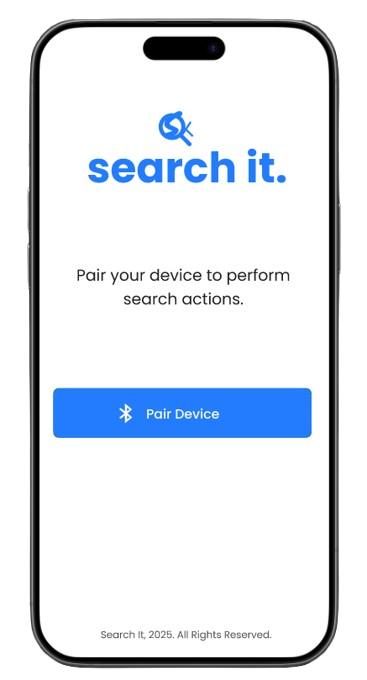 search it.
Pair your device to perform
search actions.
Pair Device
Search It, 2025. All Rights Reserved.